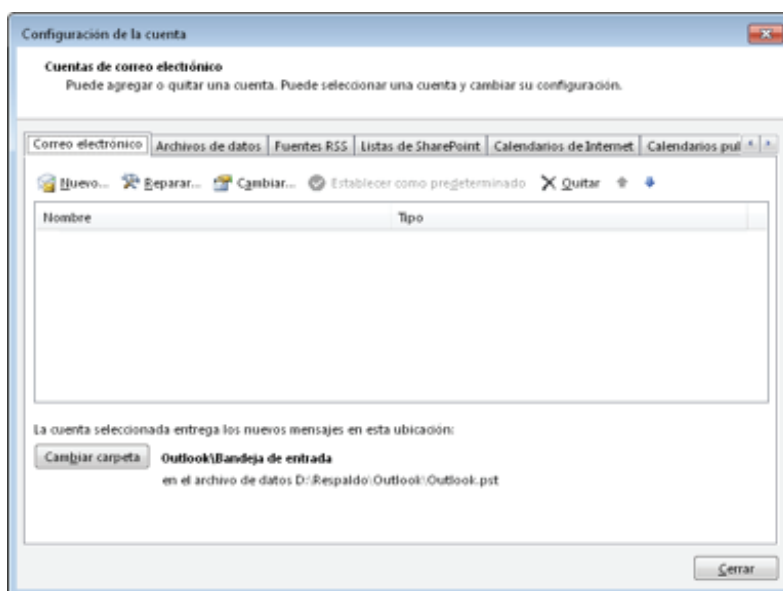 Configuración de la cuenta
Cuentas de correo electrónico
Puede agregar o quitar una cuenta. Puede seleccionar una cuenta y cambiar su configuración.
Correo electrónico Archivos de datos Fuentes RSS Listas de SharePoint Calendarios de Internet Calendarios pul
Nuevo... Reparar... Cambiar... Establecer como predeterminado Quitar
Nombre Tipo
La cuenta seleccionada entrega los nuevos mensajes en esta ubicación:
Cambiar carpeta Outlook\Bandeja de entrada
en el archivo de datos D:\Respaldo\Outlook\Outlook.pst
Cerrar